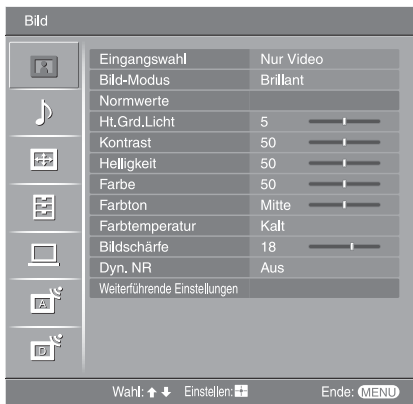 Bild
Eingangswahl Nur Video
Bild-Modus Brillant
Normwerte
Ht.Grd.Licht 5
Kontrast 50
Helligkeit 50
Farbe 50
Farbton Mitte
Farbtemperatur Kalt
Bildschärfe 18
Dyn. NR Aus
Weiterführende Einstellungen
A
D
Wahl: Einstellen: Ende: MENU